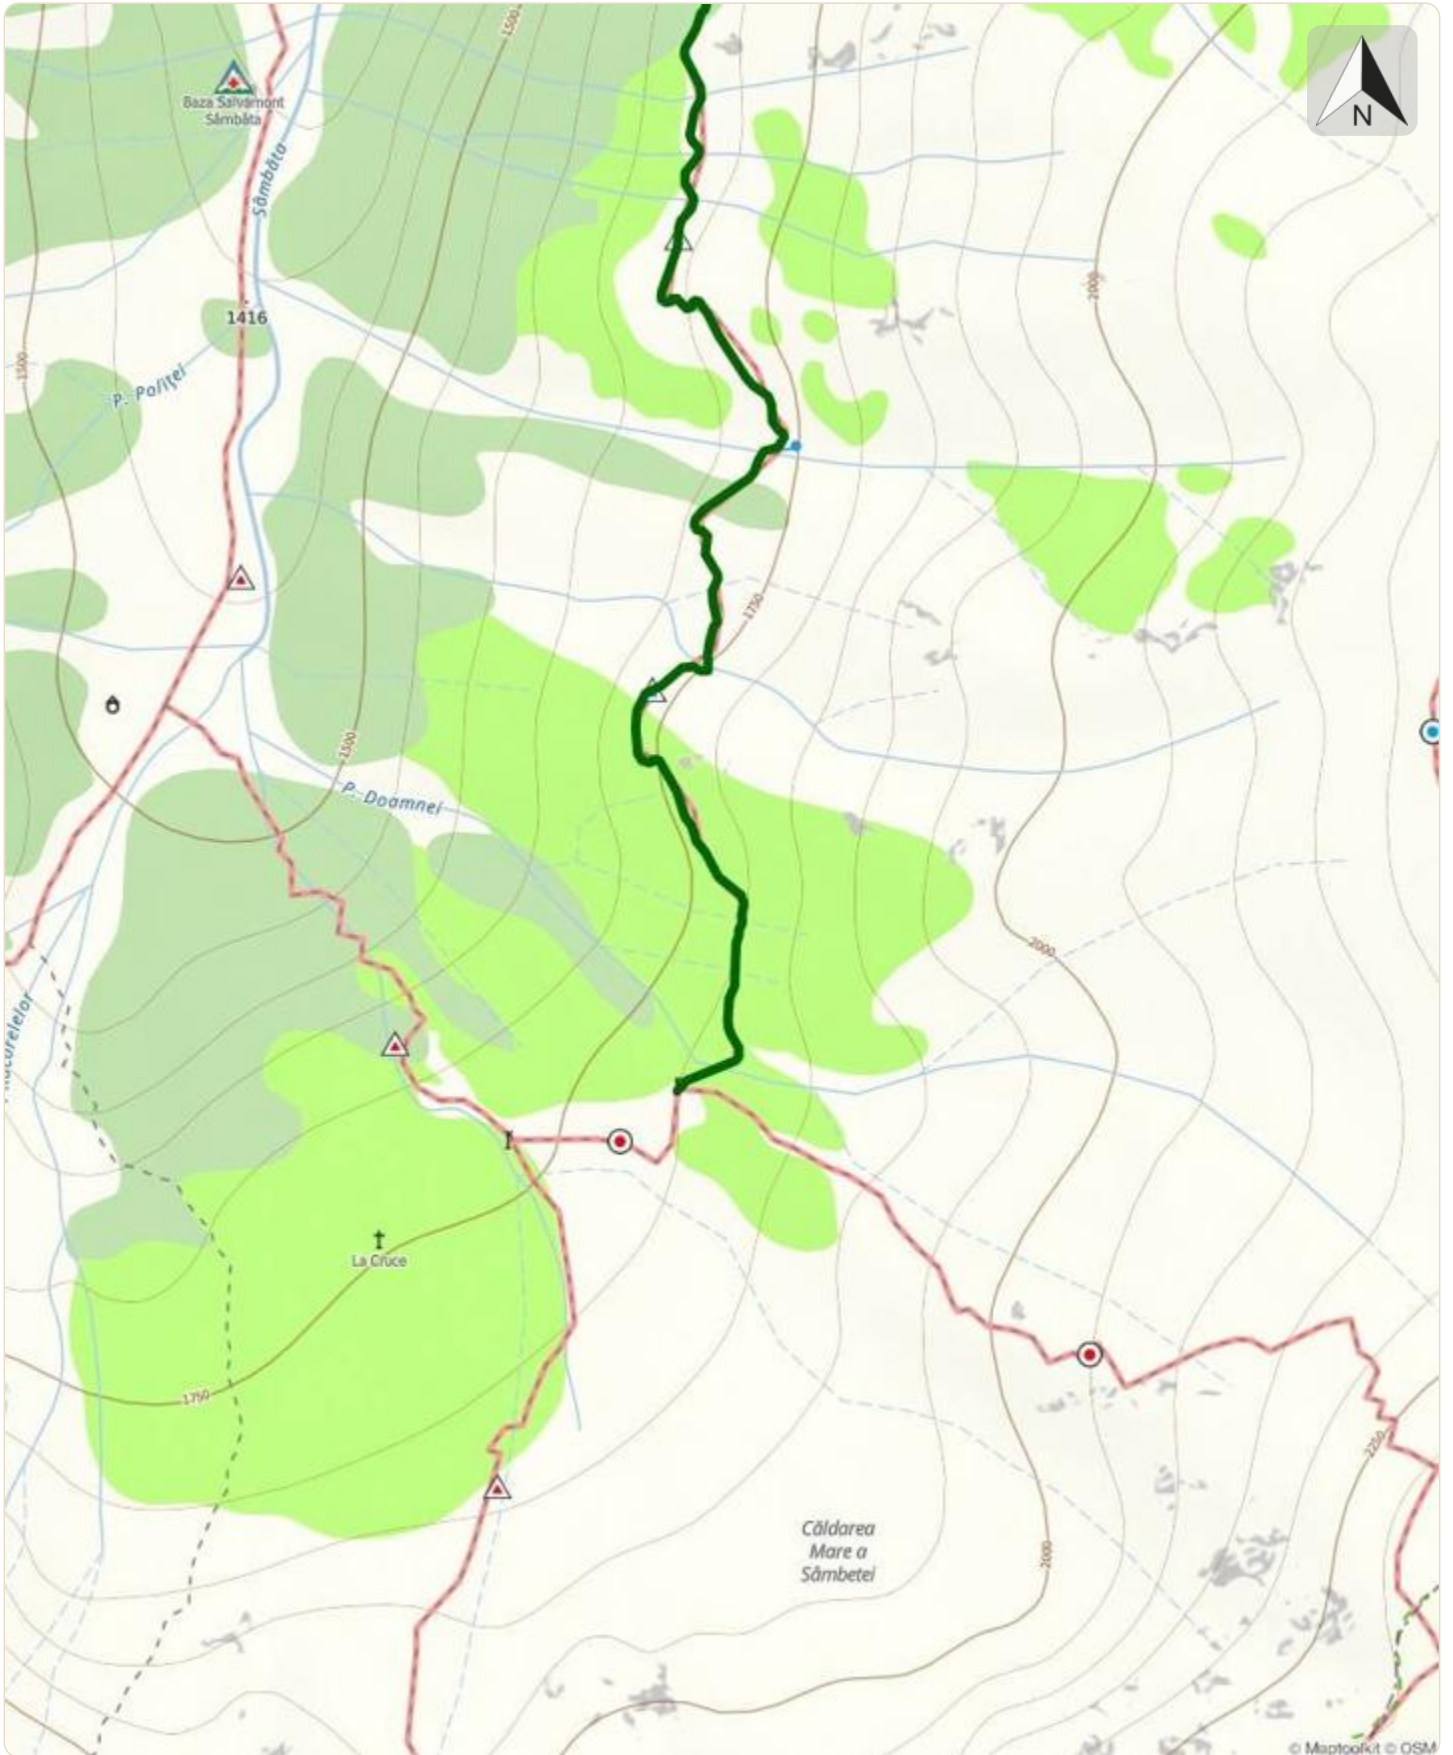 1500
N
Baza Salvamont
Sâmbăta
Sâmbăta
2000
1416
1500
P. Poliței
1750
1500
P. Doamnei
2000
La Cruce
1750
2250
Căldarea
Mare a
Sâmbetei
2000
© Maptoolkit © OSM